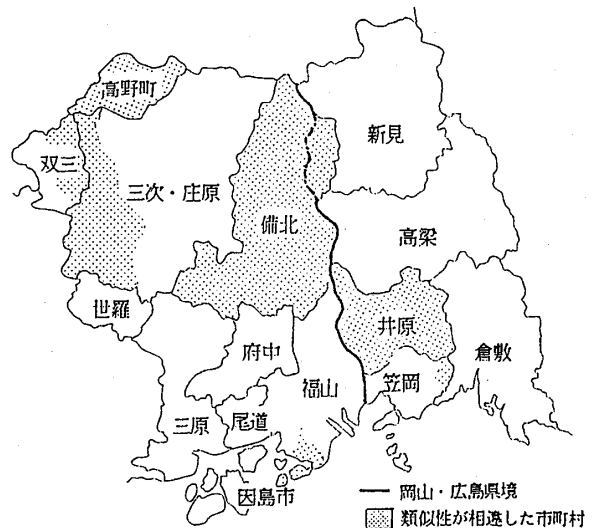 高野町
新見
双三
三次・庄原
備北
高梁
世羅
井原
府中
倉敷
福山
笠岡
三原
尾道
因島市
岡山・広島県境
類似性が相違した市町村